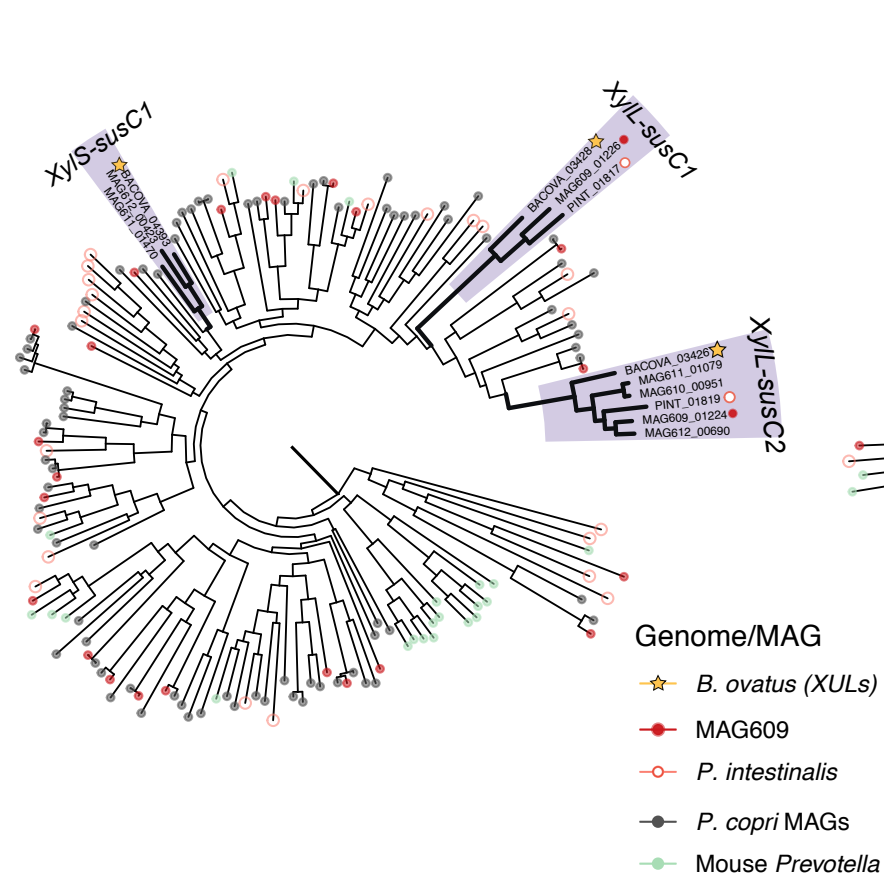 XylS-susC1
BACOVA_04393
MAG612_00423
MAG611_01470
XylL-susC1
BACOVA_03428
MAG609_01226
PINT_01817
XylL-susC2
BACOVA_03426
MAG611_01079
MAG610_00951
PINT_01819
MAG609_01224
MAG612_00690
Genome/MAG
B. ovatus (XULs)
MAG609
P. intestinalis
P. copri MAGs
Mouse Prevotella